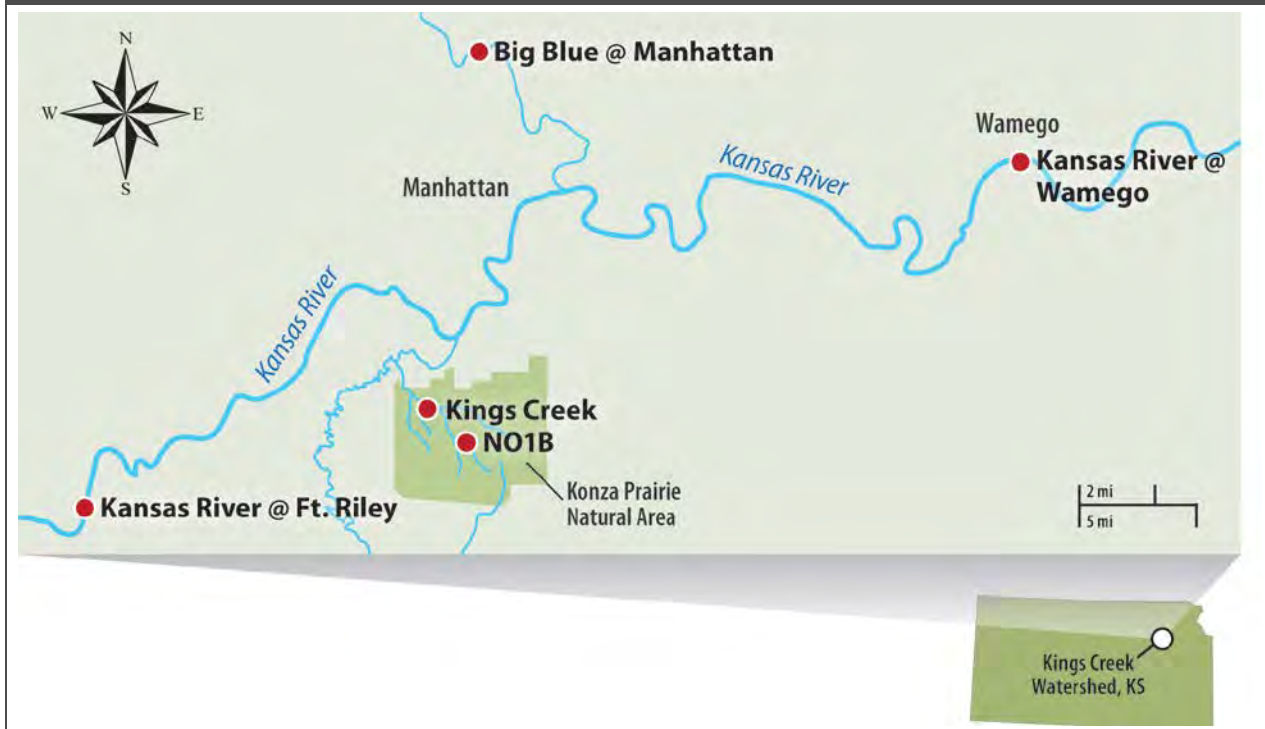 N
W
E
S
Big Blue @ Manhattan
Wamego
Kansas River @
Wamego
Kansas River
Manhattan
Kansas River
Kings Creek
NO1B
Konza Prairie
Natural Area
Kansas River @ Ft. Riley
2 mi
5 mi
Kings Creek
Watershed, KS